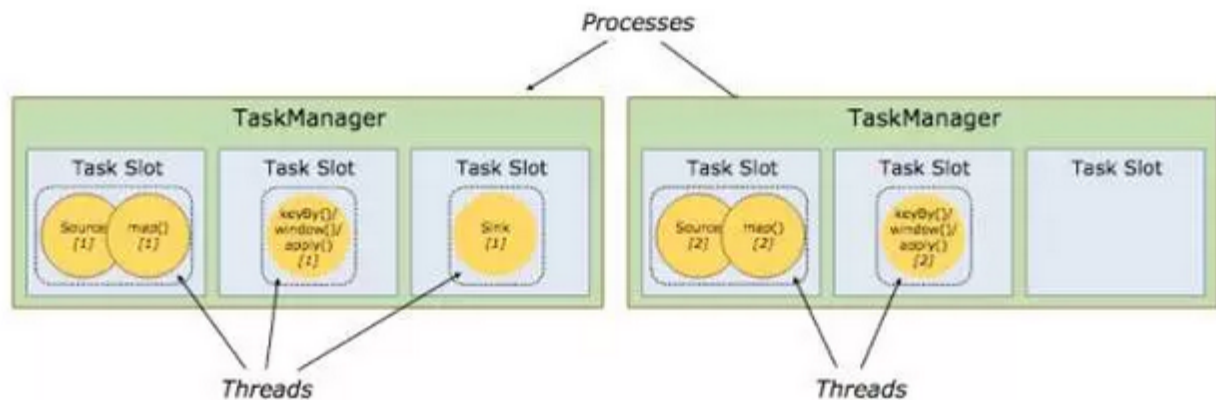 Processes
TaskManager
Task Slot
Source
[1]
map()
[1]
Task Slot
keyBy()/
window()/
apply()
[1]
Task Slot
Sink
[1]
Threads
TaskManager
Task Slot
Source
[2]
map()
[2]
Task Slot
keyBy()/
window()/
apply()
[2]
Task Slot
Threads